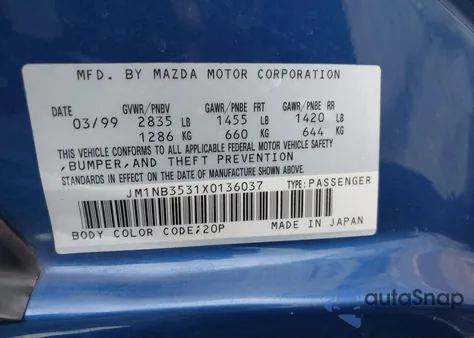 MFD. BY MAZDA MOTOR CORPORATION
DATE GVWR/PNBV GAWR/PNBE FRT GAWR/PNBE RR
03/99 2835 LB 1455 LB 1420 LB
1286 KG 660 KG 644 KG
THIS VEHICLE CONFORMS TO ALL APPLICABLE FEDERAL MOTOR VEHICLE SAFETY,
,BUMPER,AND THEFT PREVENTION
STANDARDS IN EFFECT ON THE DATE OF MANUFACTURE SHOWN ABOVE.
JM1NB3531X0136037 TYPE:PASSENGER
BODY COLOR CODE;20P MADE IN JAPAN
autoSnap